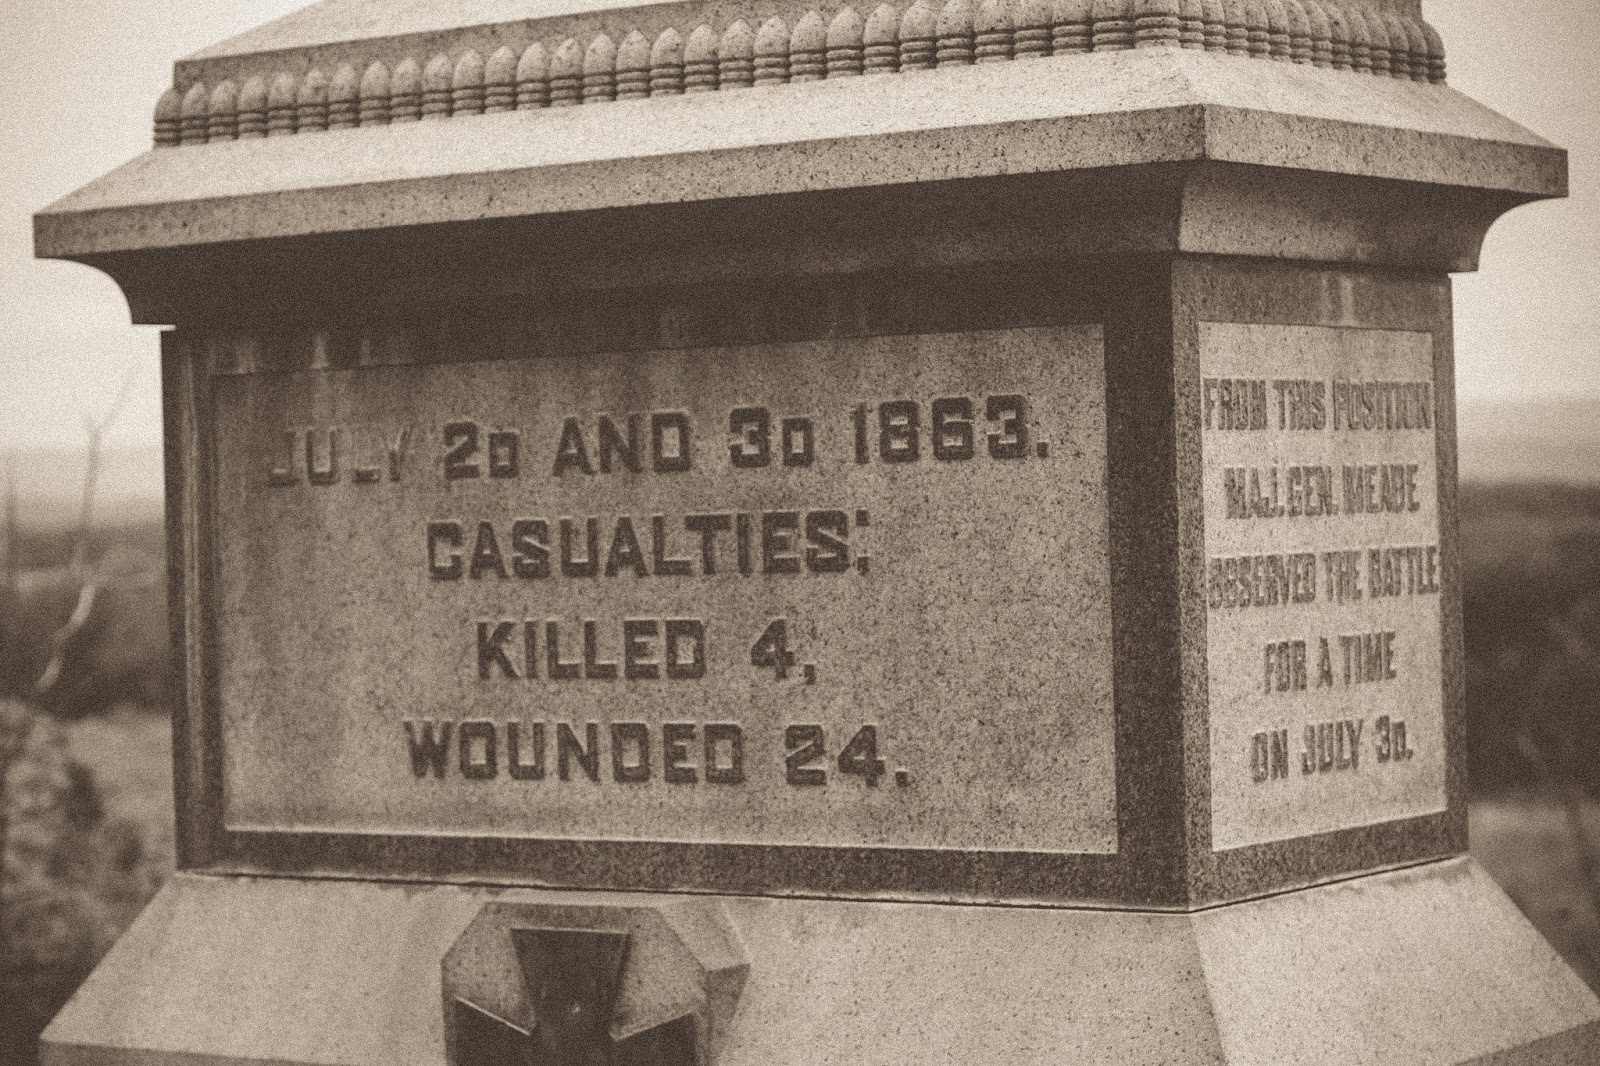 JULY 2D AND 3D 1863.
CASUALTIES;
KILLED 4,
WOUNDED 24.
FROM THIS POSITION
MAJ. GEN. MEADE
OBSERVED THE BATTLE
FOR A TIME
ON JULY 3D.